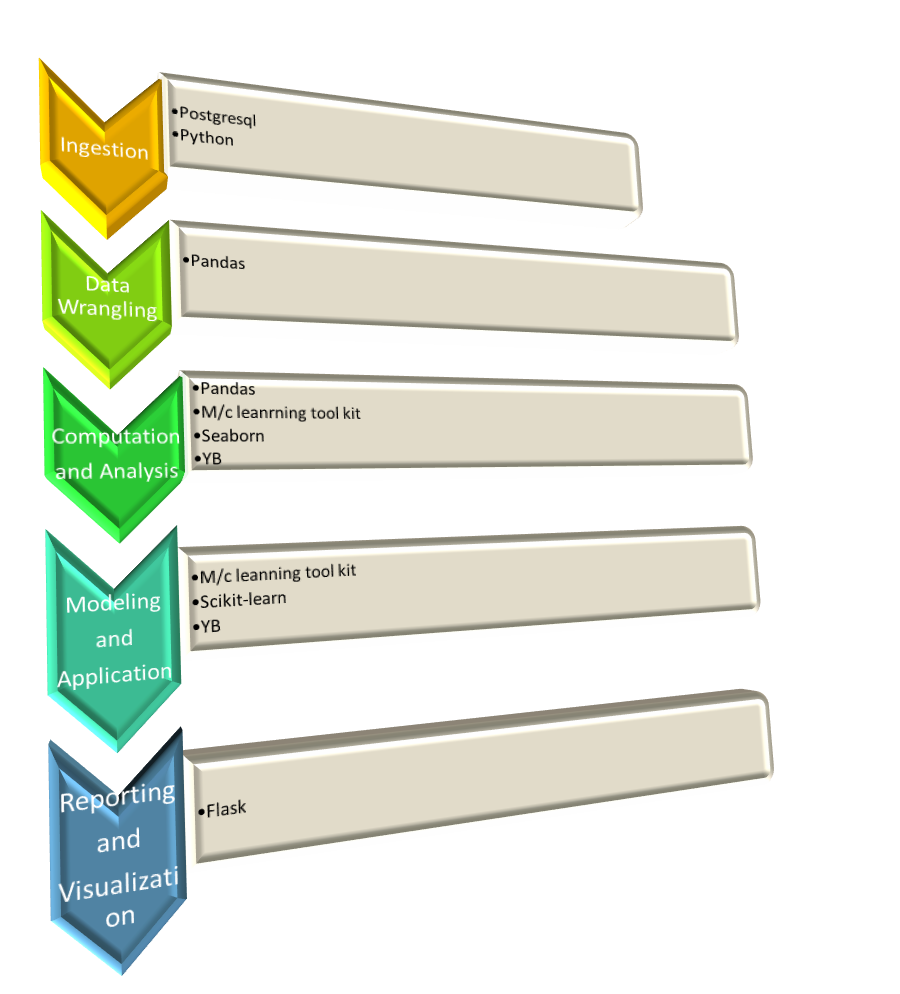 Ingestion
•Postgresql
•Python
Data
Wrangling
•Pandas
Computation
and Analysis
•Pandas
•M/c leanrning tool kit
•Seaborn
•YB
Modeling
and
Application
•M/c leanning tool kit
•Scikit-learn
•YB
Reporting
and
Visualizati
on
•Flask